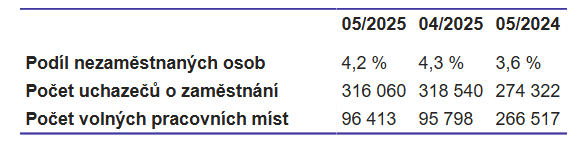 05/2025 04/2025 05/2024
Podíl nezaměstnaných osob 4,2 % 4,3 % 3,6 %
Počet uchazečů o zaměstnání 316 060 318 540 274 322
Počet volných pracovních míst 96 413 95 798 266 517